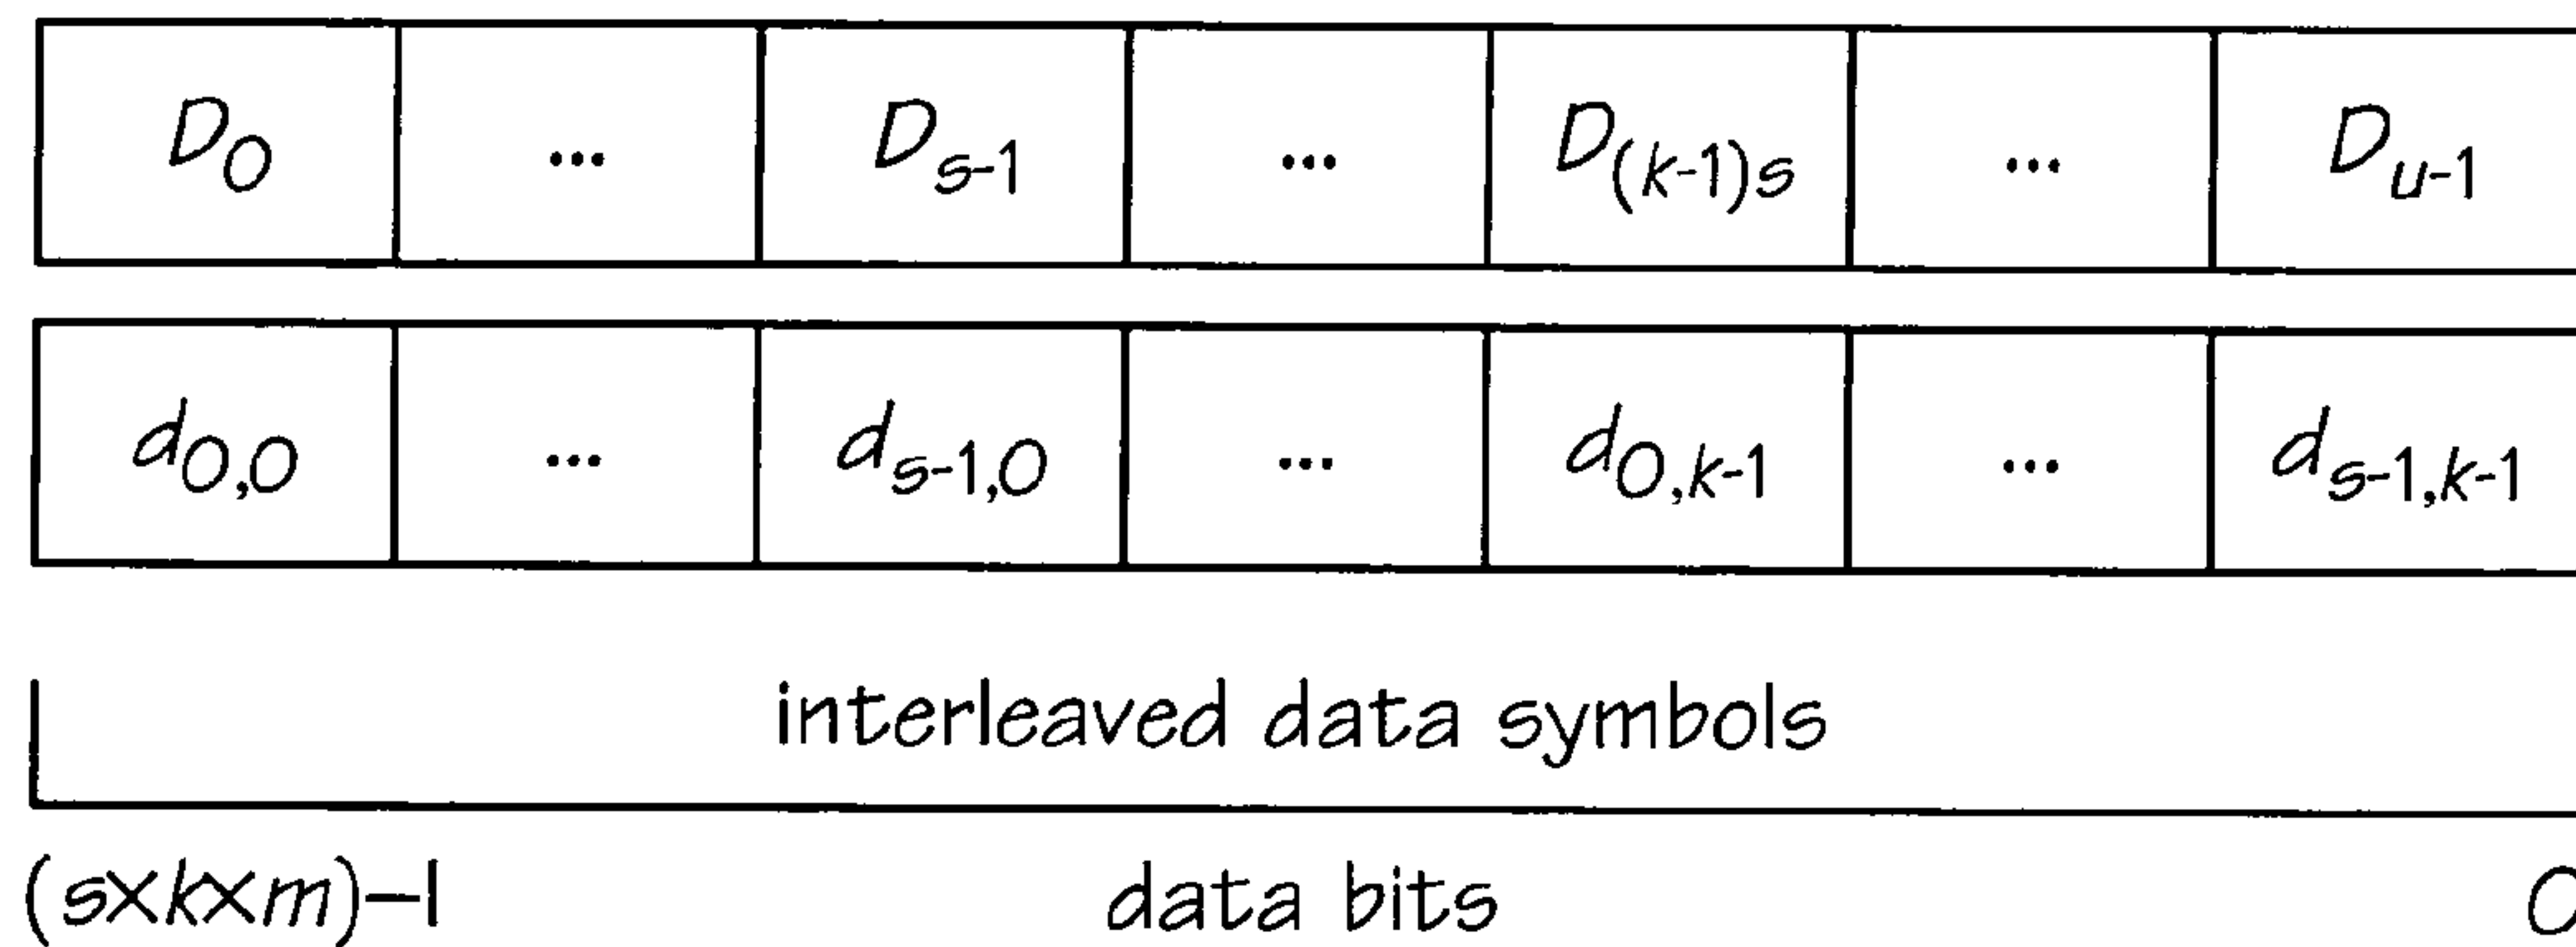 D0 ... Ds-1 ... D(k-1)s ... Du-1
d0,0 ... ds-1,0 ... d0,k-1 ... ds-1,k-1
interleaved data symbols
(s×k×m)–1 data bits 0